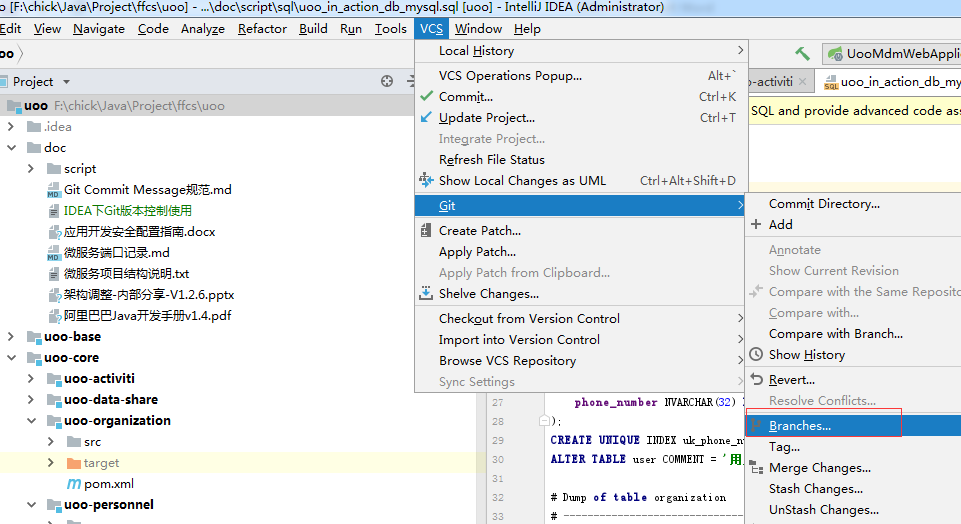 o [F:\chick\Java\Project\ffcs\uoo] - ...\doc\script\sql\uoo_in_action_db_mysql.sql [uoo] - IntelliJ IDEA (Administrator)
Edit View Navigate Code Analyze Refactor Build Run Tools VCS Window Help
oo
UooMdmWebAppli
Project
o-activiti
uoo_in_action_db_my
SQL and provide advanced code ass
uoo F:\chick\Java\Project\ffcs\uoo
.idea
doc
script
Git Commit Message规范.md
IDEA下Git版本控制使用
应用开发安全配置指南.docx
微服务端口记录.md
微服务项目结构说明.txt
架构调整-内部分享-V1.2.6.pptx
阿里巴巴Java开发手册v1.4.pdf
uoo-base
uoo-core
uoo-activiti
uoo-data-share
uoo-organization
src
target
pom.xml
uoo-personnel
Local History
VCS Operations Popup... Alt+`
Commit... Ctrl+K
Update Project... Ctrl+T
Integrate Project...
Refresh File Status
Show Local Changes as UML Ctrl+Alt+Shift+D
Git
Create Patch...
Apply Patch...
Apply Patch from Clipboard...
Shelve Changes...
Checkout from Version Control
Import into Version Control
Browse VCS Repository
Sync Settings
Commit Directory...
Add
Annotate
Show Current Revision
Compare with the Same Reposito
Compare with...
Compare with Branch...
Show History
Revert...
Resolve Conflicts...
Branches...
Tag...
Merge Changes...
Stash Changes...
UnStash Changes...
27 phone_number NVARCHAR(32)
28 );
29 CREATE UNIQUE INDEX uk_phone_nu
30 ALTER TABLE user COMMENT = '用
31
32 # Dump of table organization
33 # ------------------------